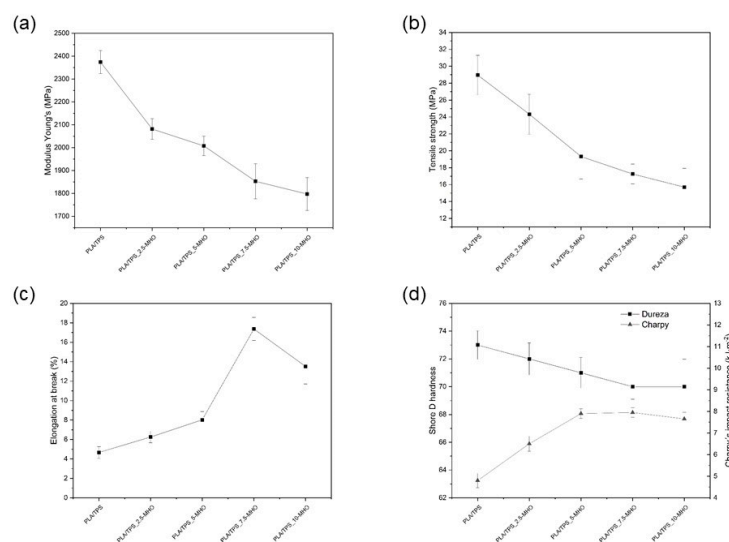 (a)
2500
2400
2300
2200
2100
2000
1900
1800
1700
Modulus Young's (MPa)
PLA/TPS
PLA/TPS_2.5-MHO
PLA/TPS_5-MHO
PLA/TPS_7.5-MHO
PLA/TPS_10-MHO
(b)
34
32
30
28
26
24
22
20
18
16
14
12
Tensile strength (MPa)
PLA/TPS
PLA/TPS_2.5-MHO
PLA/TPS_5-MHO
PLA/TPS_7.5-MHO
PLA/TPS_10-MHO
(c)
20
18
16
14
12
10
8
6
4
2
0
Elongation at break (%)
PLA/TPS
PLA/TPS_2.5-MHO
PLA/TPS_5-MHO
PLA/TPS_7.5-MHO
PLA/TPS_10-MHO
(d)
76
74
72
70
68
66
64
62
Shore D hardness
Dureza
Charpy
13
12
11
10
9
8
7
6
5
4
Charpy's impact resistance (kJ/m²)
PLA/TPS
PLA/TPS_2.5-MHO
PLA/TPS_5-MHO
PLA/TPS_7.5-MHO
PLA/TPS_10-MHO